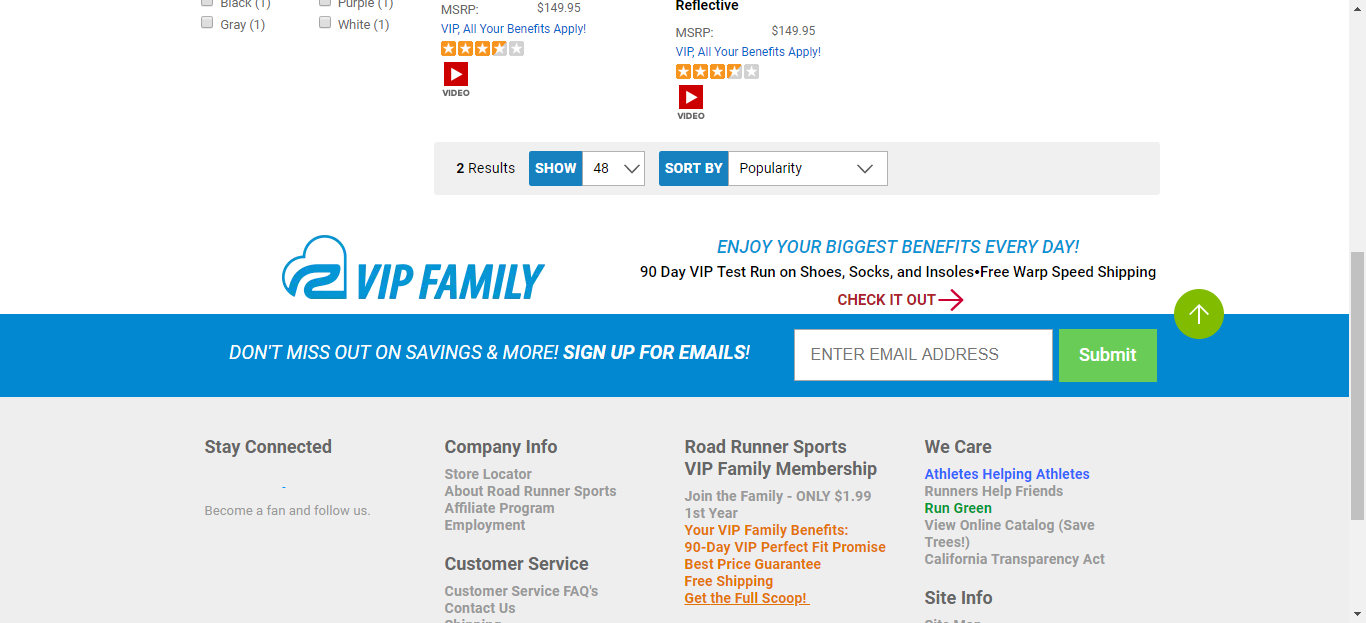 Black (1)
Purple (1)
Gray (1)
White (1)
MSRP: $149.95
VIP, All Your Benefits Apply!
VIDEO
Reflective
MSRP: $149.95
VIP, All Your Benefits Apply!
VIDEO
2 Results
SHOW
48
SORT BY
Popularity
VIP FAMILY
ENJOY YOUR BIGGEST BENEFITS EVERY DAY!
90 Day VIP Test Run on Shoes, Socks, and Insoles•Free Warp Speed Shipping
CHECK IT OUT
DON'T MISS OUT ON SAVINGS & MORE! SIGN UP FOR EMAILS!
ENTER EMAIL ADDRESS
Submit
Stay Connected
-
Become a fan and follow us.
Company Info
Store Locator
About Road Runner Sports
Affiliate Program
Employment
Customer Service
Customer Service FAQ's
Contact Us
Shipping
Road Runner Sports
VIP Family Membership
Join the Family - ONLY $1.99
1st Year
Your VIP Family Benefits:
90-Day VIP Perfect Fit Promise
Best Price Guarantee
Free Shipping
Get the Full Scoop!
We Care
Athletes Helping Athletes
Runners Help Friends
Run Green
View Online Catalog (Save
Trees!)
California Transparency Act
Site Info
Site Map